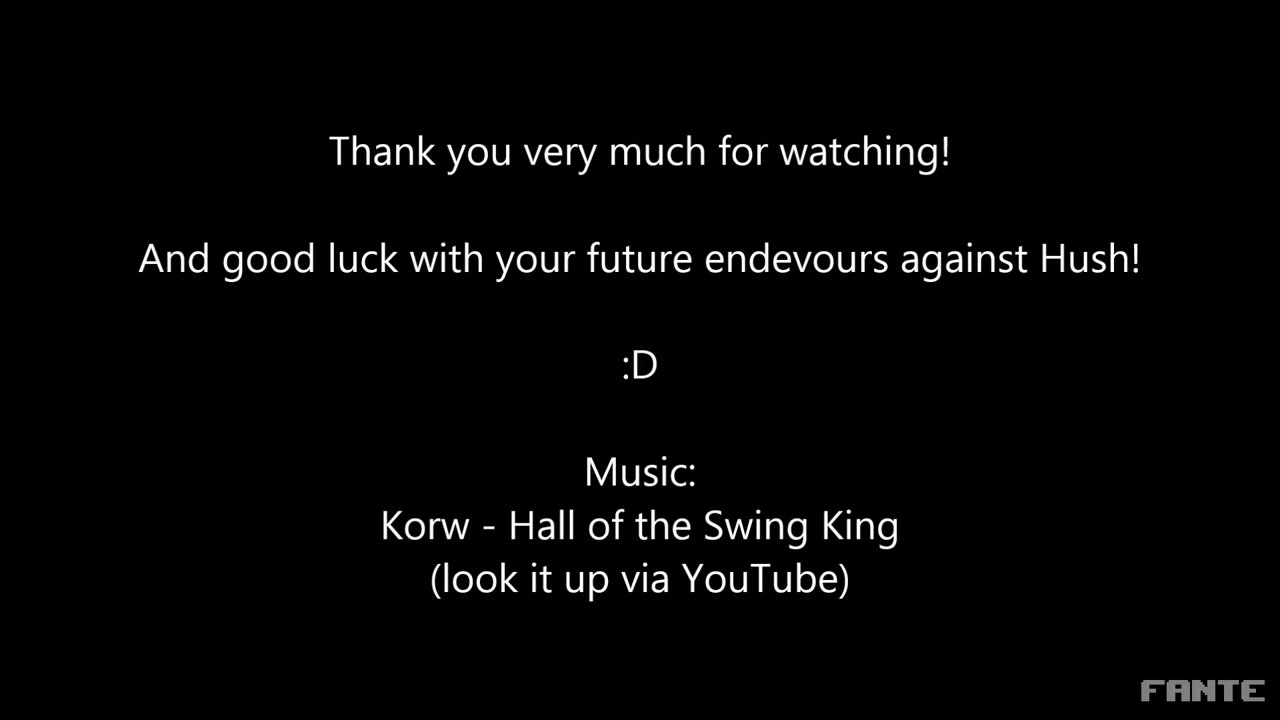 Thank you very much for watching!
And good luck with your future endevours against Hush!
:D
Music:
Korw - Hall of the Swing King
(look it up via YouTube)
FANTE